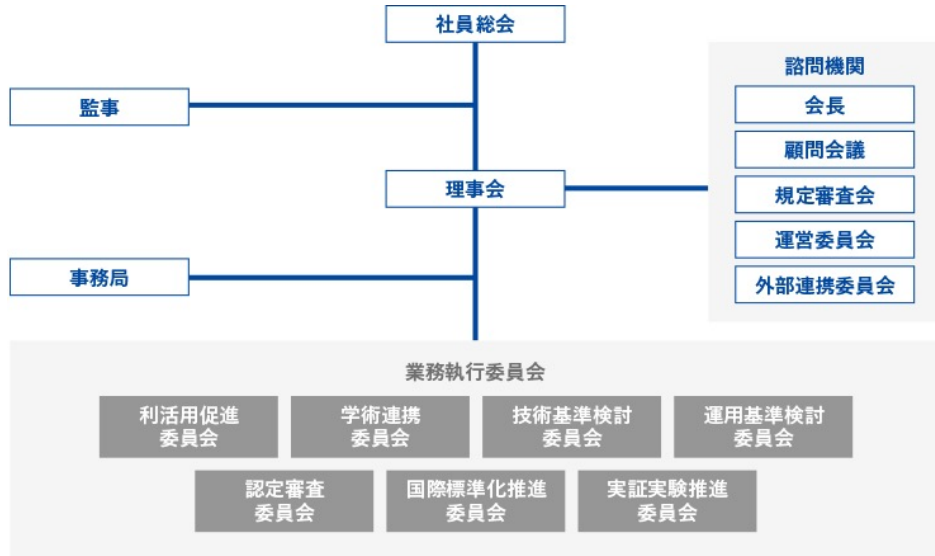 社員総会
監事
理事会
事務局
諮問機関
会長
顧問会議
規定審査会
運営委員会
外部連携委員会
業務執行委員会
利活用促進
委員会
学術連携
委員会
技術基準検討
委員会
運用基準検討
委員会
認定審査
委員会
国際標準化推進
委員会
実証実験推進
委員会